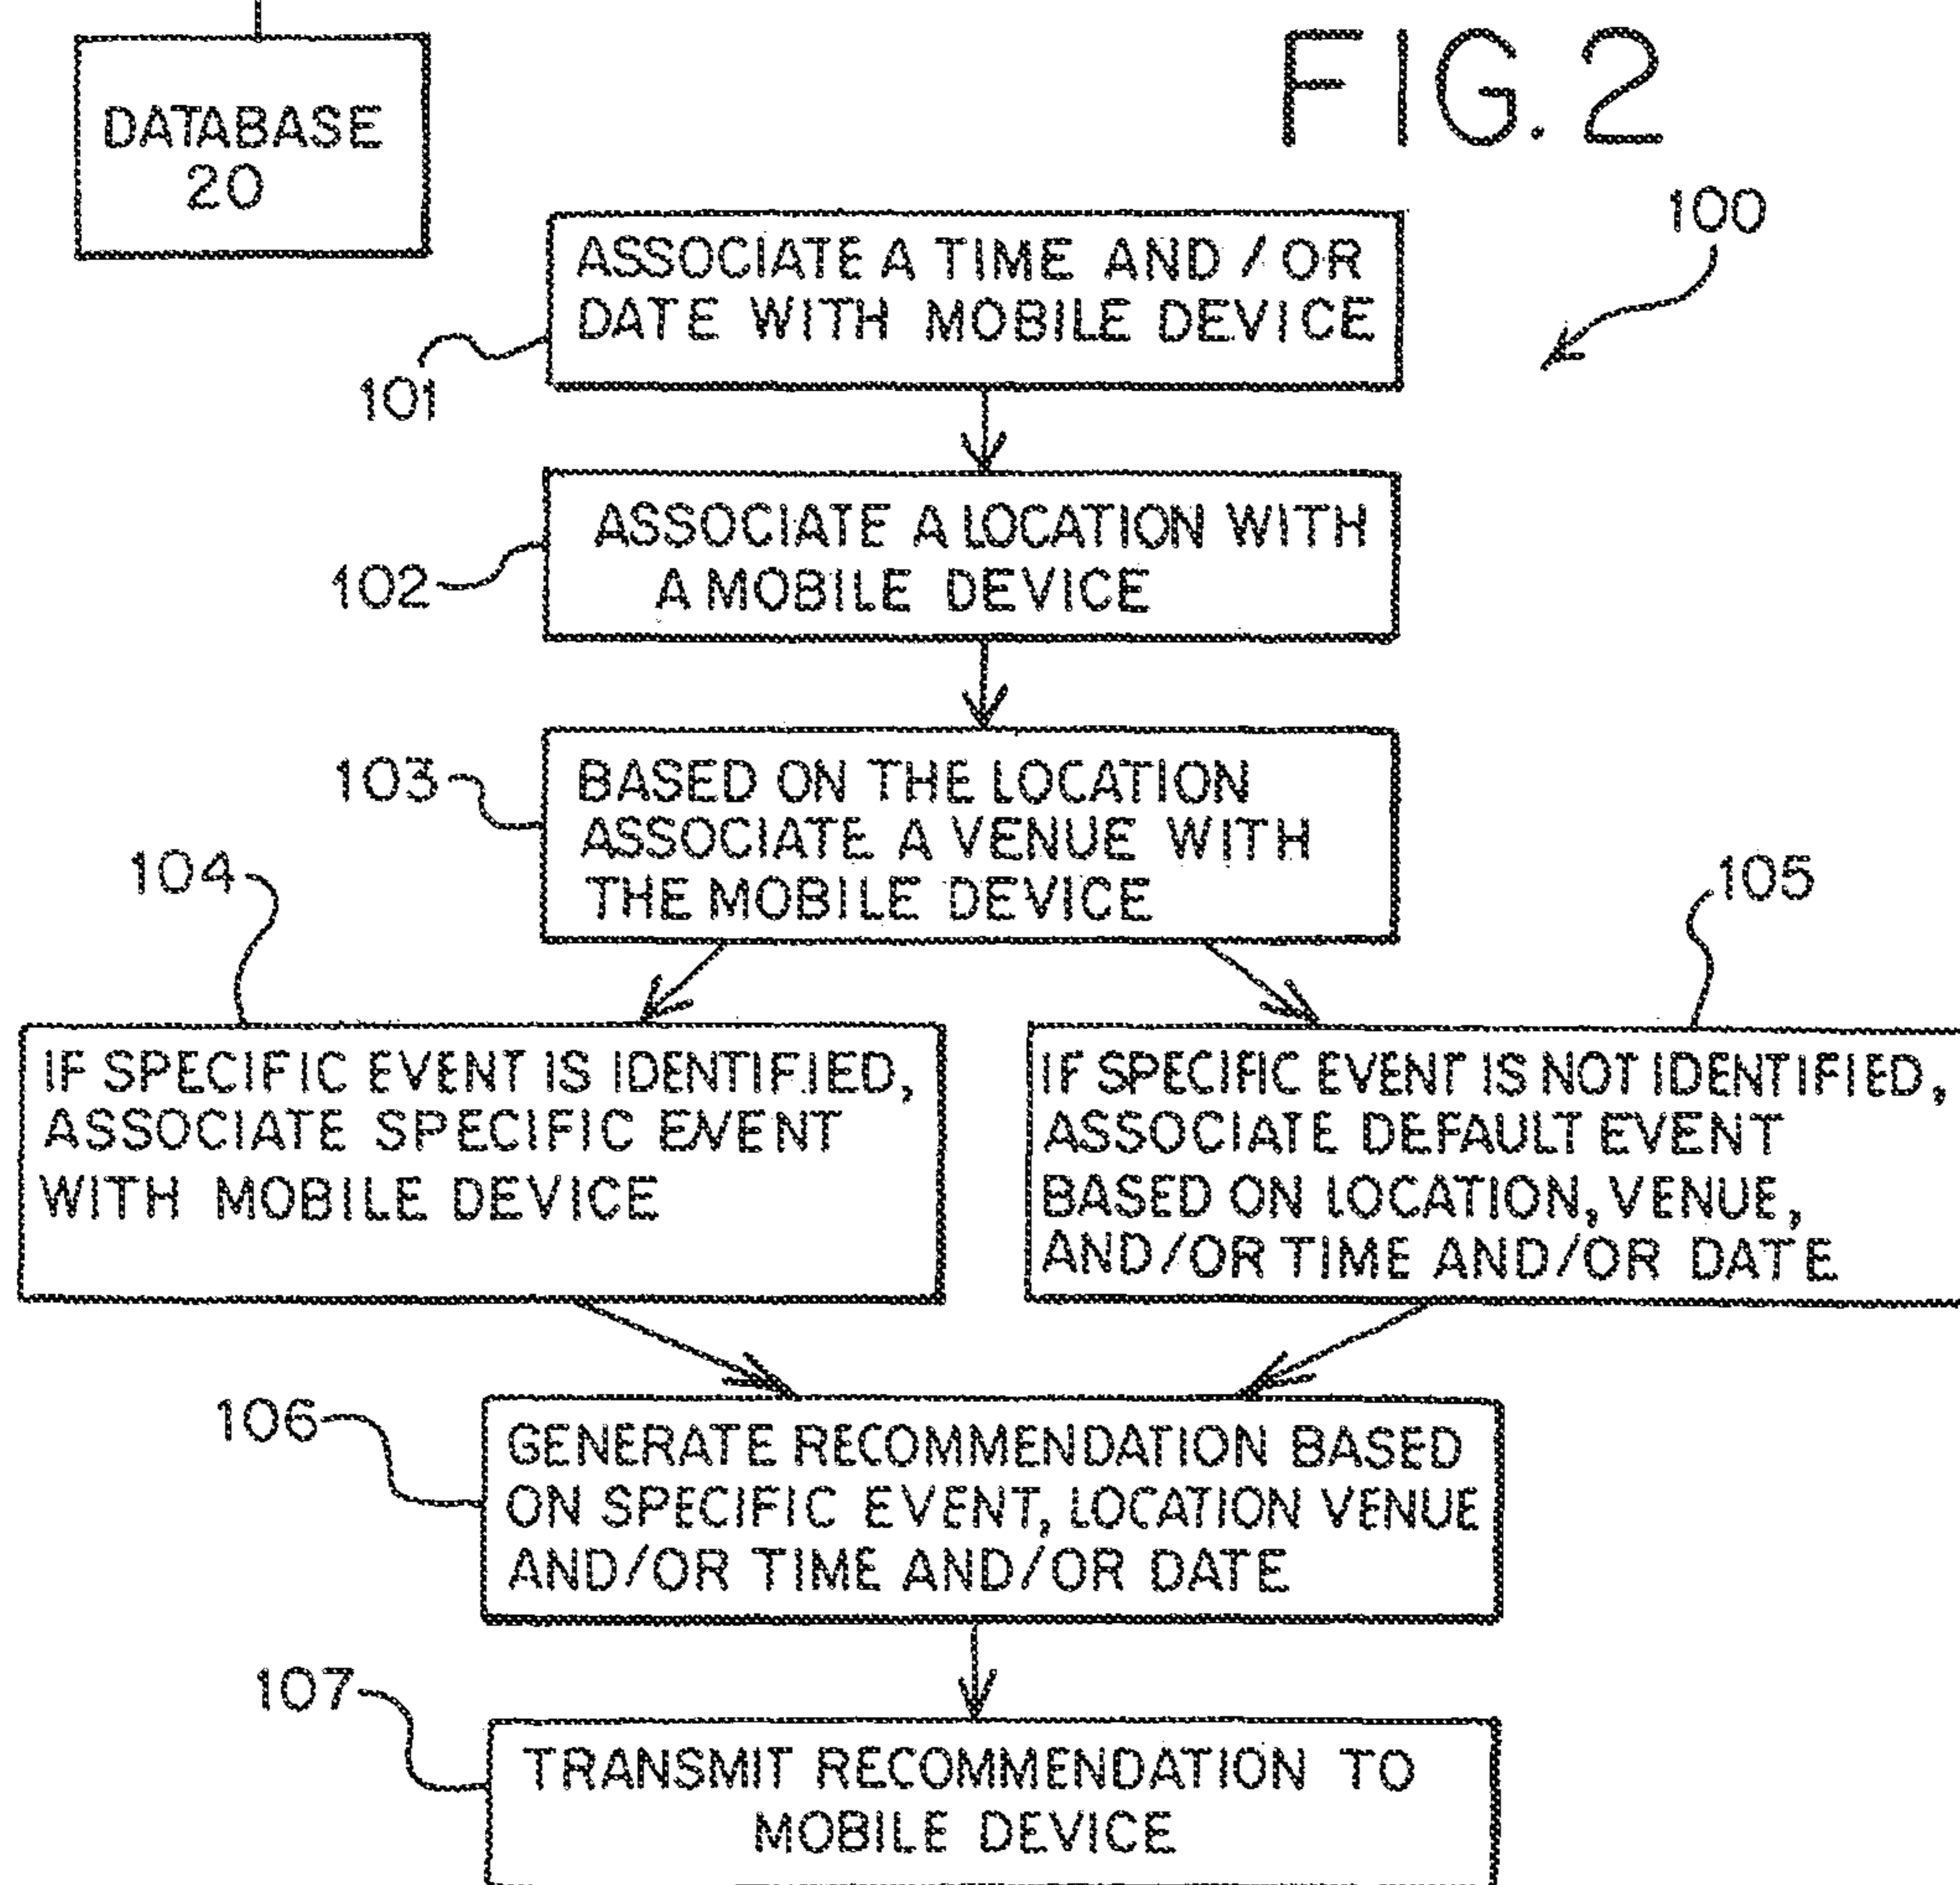 DATABASE
20
FIG. 2
100
ASSOCIATE A TIME AND / OR
DATE WITH MOBILE DEVICE
101
ASSOCIATE A LOCATION WITH
A MOBILE DEVICE
102
103
BASED ON THE LOCATION
ASSOCIATE A VENUE WITH
THE MOBILE DEVICE
104
105
IF SPECIFIC EVENT IS IDENTIFIED,
ASSOCIATE SPECIFIC EVENT
WITH MOBILE DEVICE
IF SPECIFIC EVENT IS NOT IDENTIFIED,
ASSOCIATE DEFAULT EVENT
BASED ON LOCATION, VENUE,
AND/OR TIME AND/OR DATE
106
GENERATE RECOMMENDATION BASED
ON SPECIFIC EVENT, LOCATION VENUE
AND/OR TIME AND/OR DATE
107
TRANSMIT RECOMMENDATION TO
MOBILE DEVICE